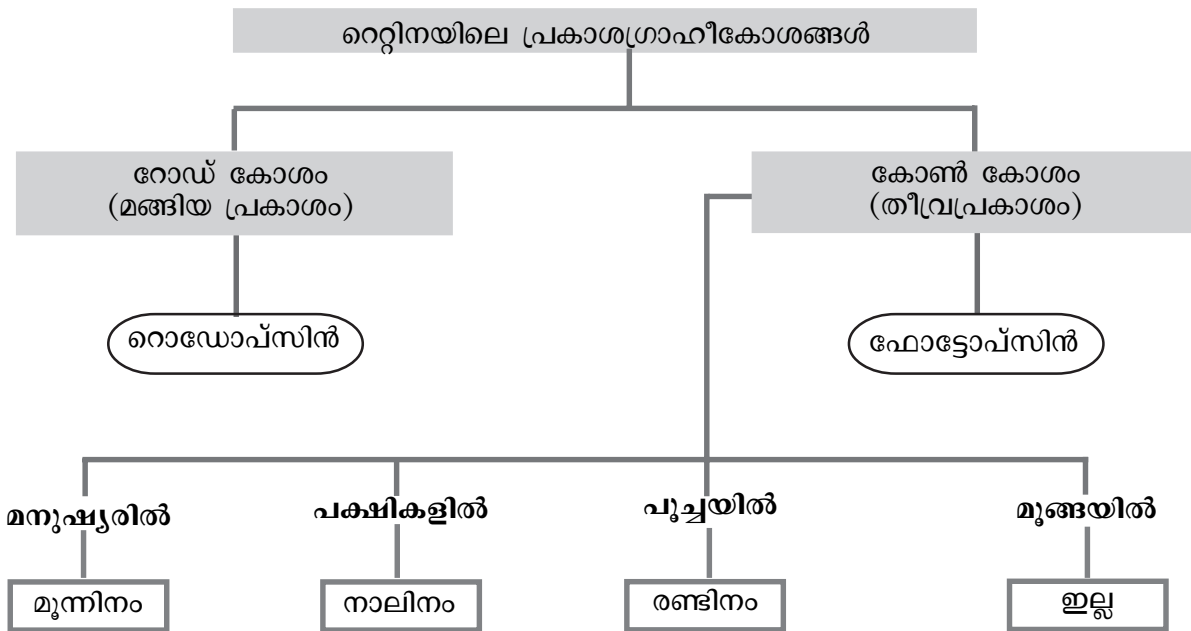 റെറ്റിനയിലെ പ്രകാശഗ്രാഹീകോശങ്ങൾ
റോഡ് കോശം
(മങ്ങിയ പ്രകാശം)
കോൺ കോശം
(തീവ്രപ്രകാശം)
റൊഡോപ്സിൻ
ഫോട്ടോപ്സിൻ
മനുഷ്യരിൽ
പക്ഷികളിൽ
പൂച്ചയിൽ
മൂങ്ങയിൽ
മൂന്നിനം
നാലിനം
രണ്ടിനം
ഇല്ല